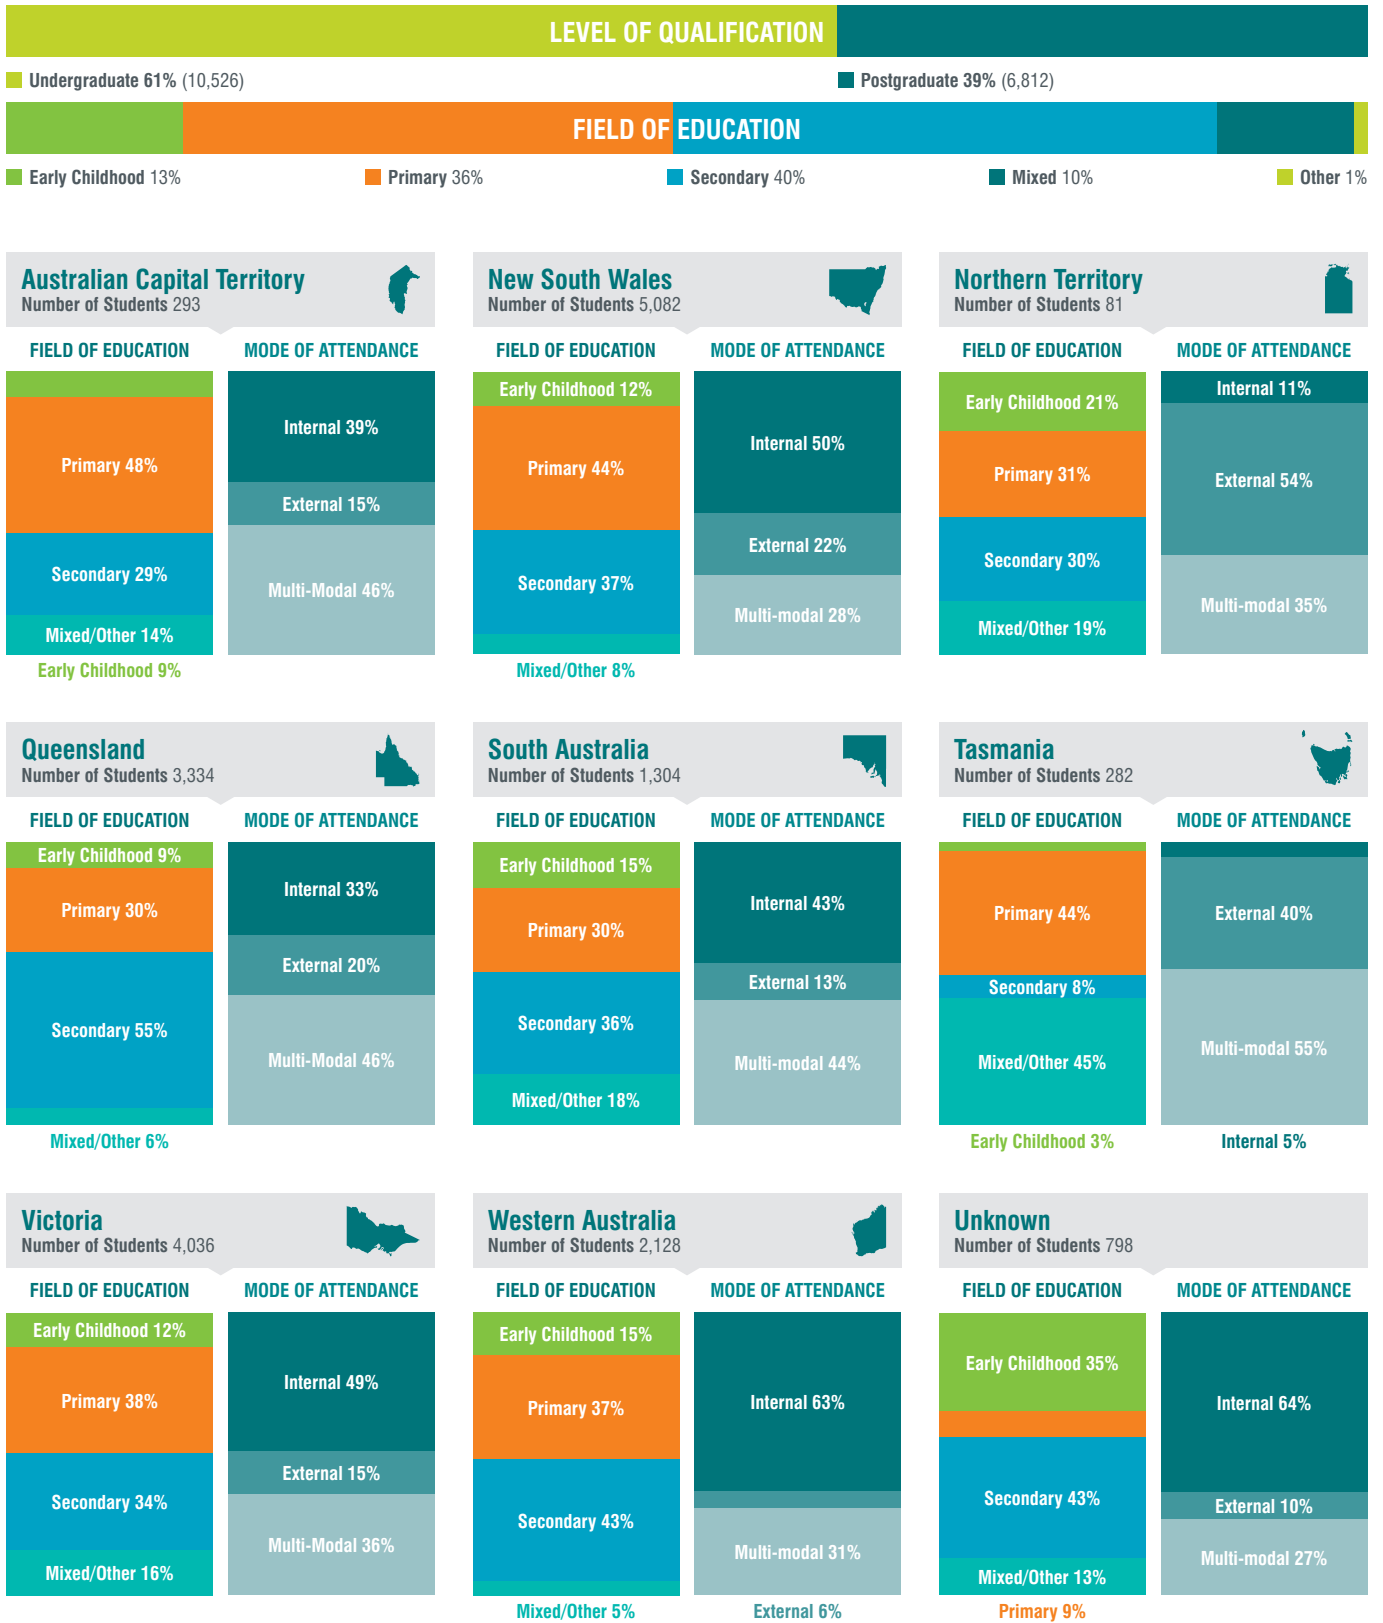 LEVEL OF QUALIFICATION
Undergraduate 61% (10,526)
Postgraduate 39% (6,812)
FIELD OF EDUCATION
Early Childhood 13%
Primary 36%
Secondary 40%
Mixed 10%
Other 1%
Australian Capital Territory
Number of Students 293
FIELD OF EDUCATION
MODE OF ATTENDANCE
Primary 48%
Secondary 29%
Mixed/Other 14%
Early Childhood 9%
Internal 39%
External 15%
Multi-Modal 46%
New South Wales
Number of Students 5,082
FIELD OF EDUCATION
MODE OF ATTENDANCE
Early Childhood 12%
Primary 44%
Secondary 37%
Mixed/Other 8%
Internal 50%
External 22%
Multi-modal 28%
Northern Territory
Number of Students 81
FIELD OF EDUCATION
MODE OF ATTENDANCE
Early Childhood 21%
Primary 31%
Secondary 30%
Mixed/Other 19%
Internal 11%
External 54%
Multi-modal 35%
Queensland
Number of Students 3,334
FIELD OF EDUCATION
MODE OF ATTENDANCE
Early Childhood 9%
Primary 30%
Secondary 55%
Mixed/Other 6%
Internal 33%
External 20%
Multi-Modal 46%
South Australia
Number of Students 1,304
FIELD OF EDUCATION
MODE OF ATTENDANCE
Early Childhood 15%
Primary 30%
Secondary 36%
Mixed/Other 18%
Internal 43%
External 13%
Multi-modal 44%
Tasmania
Number of Students 282
FIELD OF EDUCATION
MODE OF ATTENDANCE
Primary 44%
Secondary 8%
Mixed/Other 45%
Early Childhood 3%
External 40%
Multi-modal 55%
Internal 5%
Victoria
Number of Students 4,036
FIELD OF EDUCATION
MODE OF ATTENDANCE
Early Childhood 12%
Primary 38%
Secondary 34%
Mixed/Other 16%
Internal 49%
External 15%
Multi-Modal 36%
Western Australia
Number of Students 2,128
FIELD OF EDUCATION
MODE OF ATTENDANCE
Early Childhood 15%
Primary 37%
Secondary 43%
Mixed/Other 5%
Internal 63%
Multi-modal 31%
External 6%
Unknown
Number of Students 798
FIELD OF EDUCATION
MODE OF ATTENDANCE
Early Childhood 35%
Secondary 43%
Mixed/Other 13%
Primary 9%
Internal 64%
External 10%
Multi-modal 27%